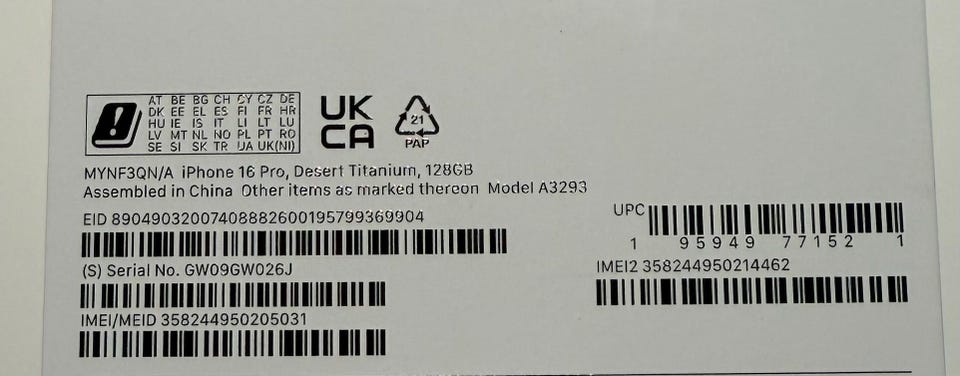 AT BE BG CH CY CZ DE
DK EE EL ES FI FR HR
HU IE IS IT LI LT LU
LV MT NL NO PL PT RO
SE SI SK TR UA UK(NI)
UK
CA
21
PAP
MYNF3QN/A iPhone 16 Pro, Desert Titanium, 128GB
Assembled in China Other items as marked thereon Model A3293
EID 89049032007408882600195799369904
UPC
1 95949 77152 1
(S) Serial No. GW09GW026J
IMEI2 358244950214462
IMEI/MEID 358244950205031